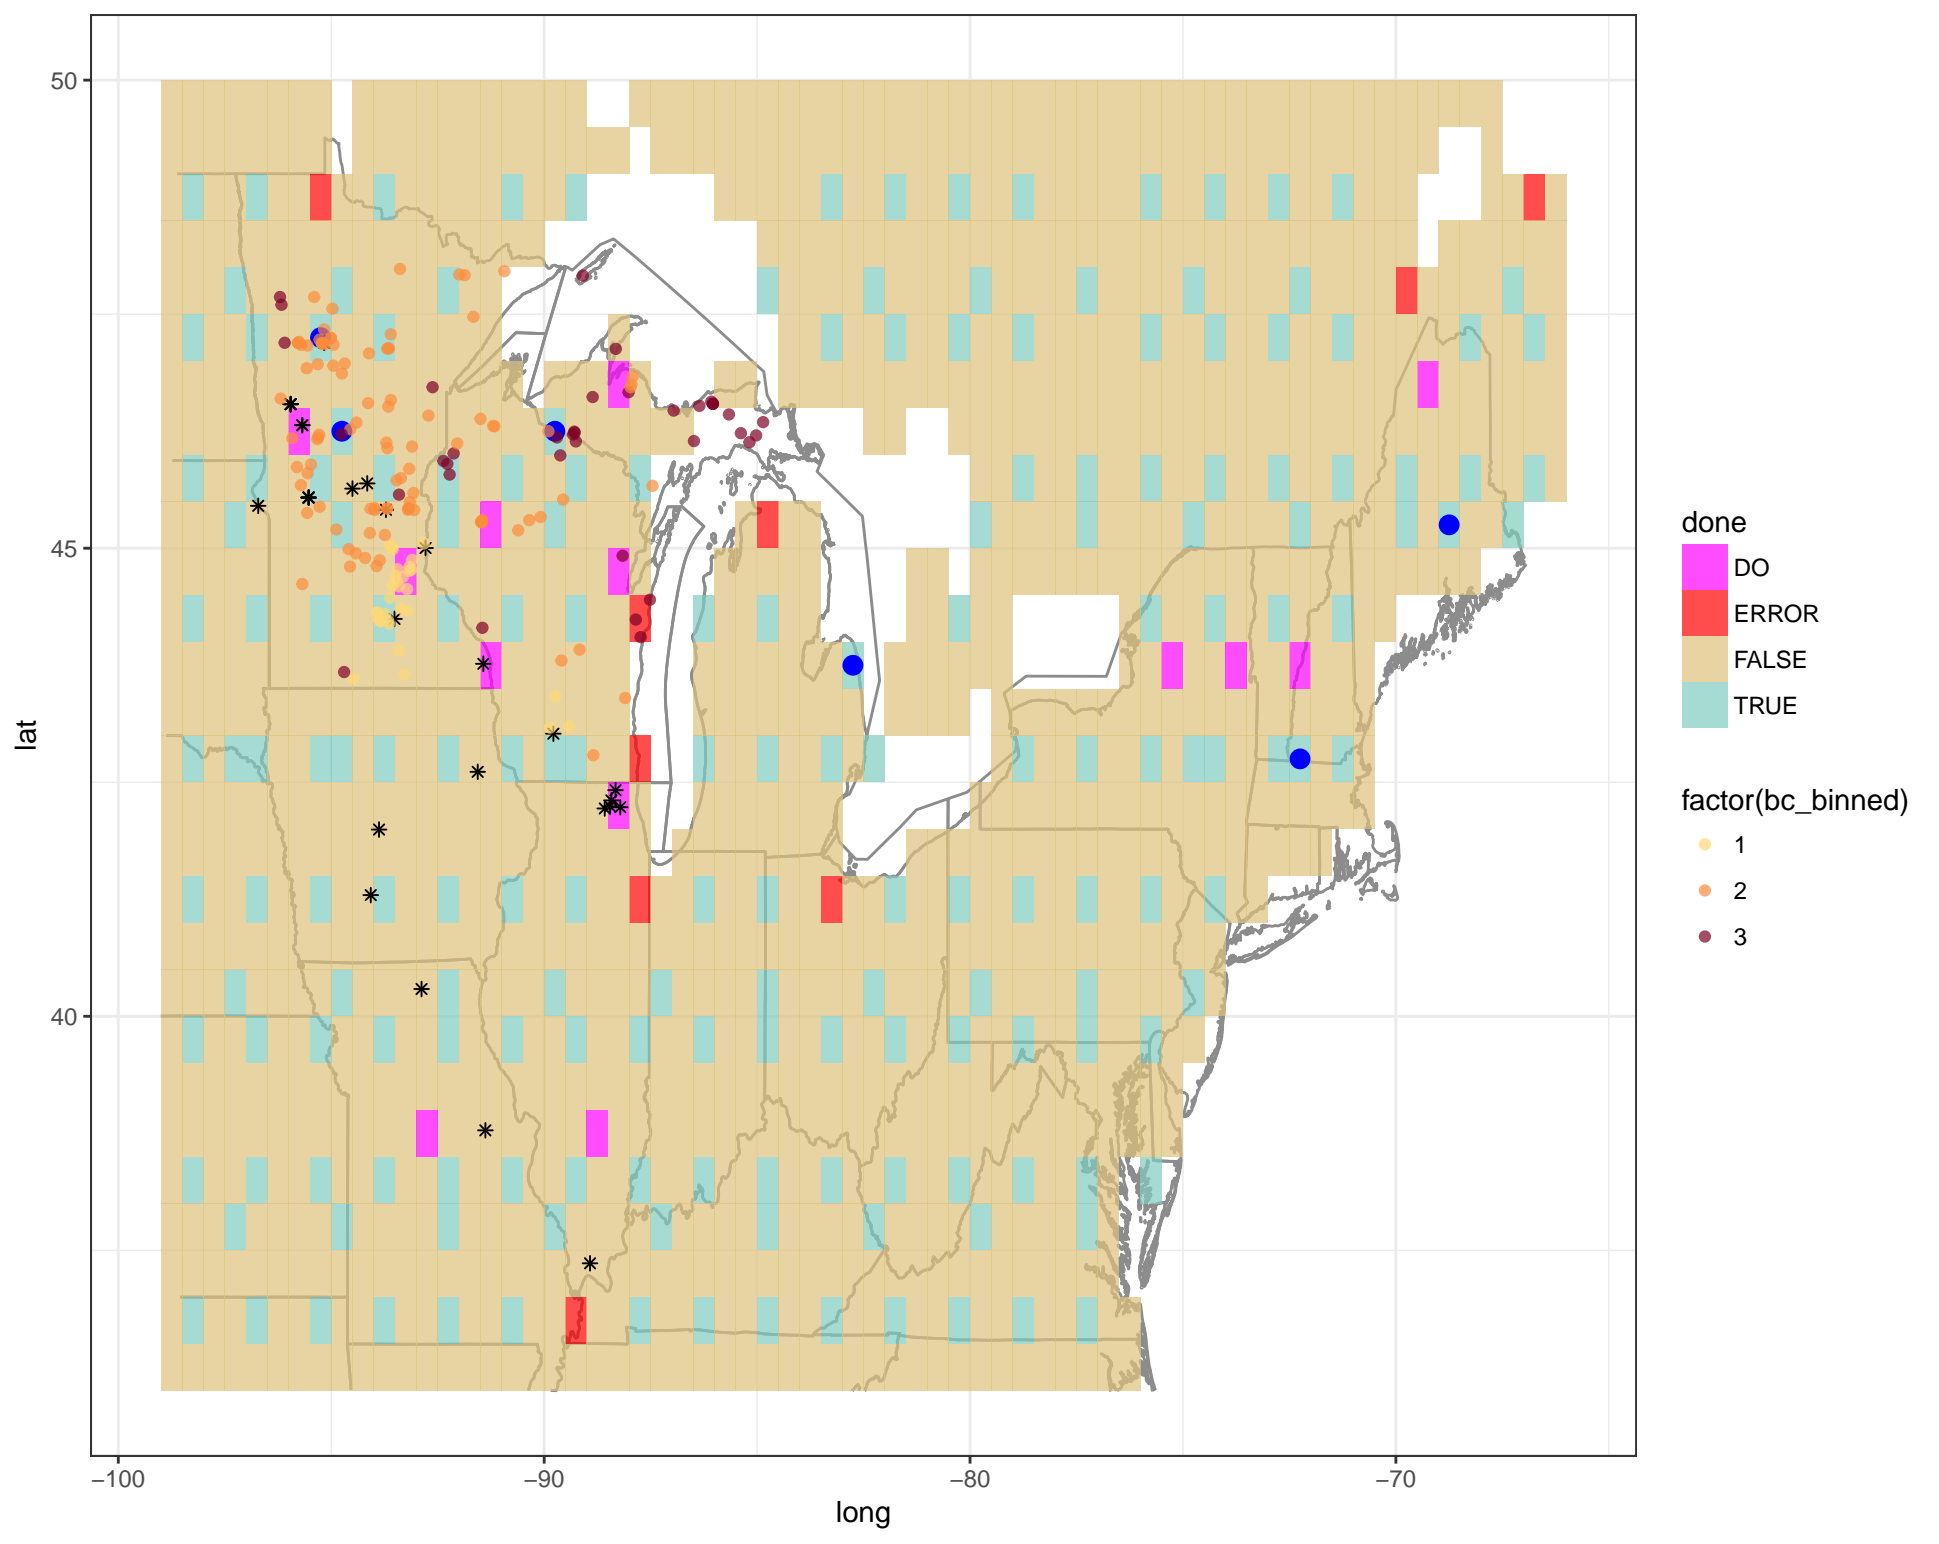 50
45
40
lat
−100
−90
−80
−70
long
done
DO
ERROR
FALSE
TRUE
factor(bc_binned)
1
2
3